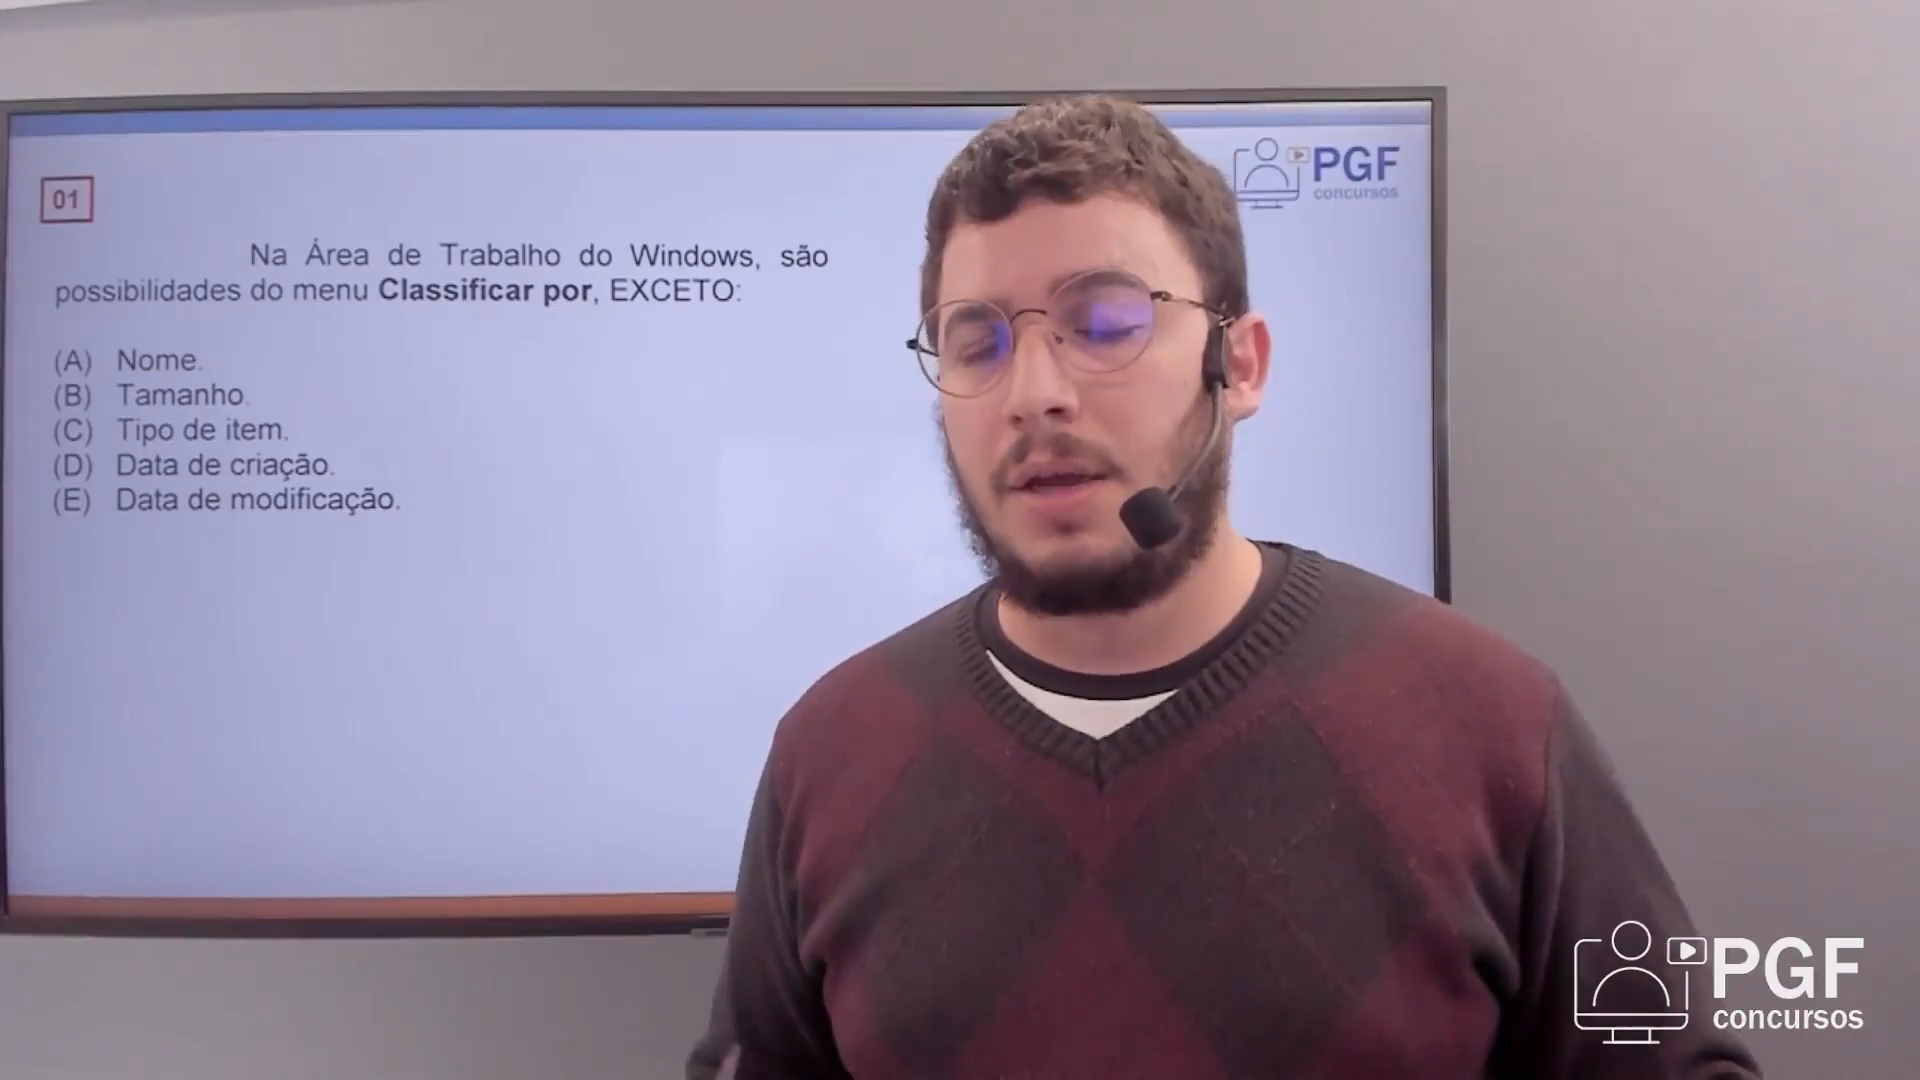 PGF
concursos
01
Na Área de Trabalho do Windows, são
possibilidades do menu Classificar por, EXCETO:
(A) Nome.
(B) Tamanho.
(C) Tipo de item.
(D) Data de criação.
(E) Data de modificação.
PGF
concursos